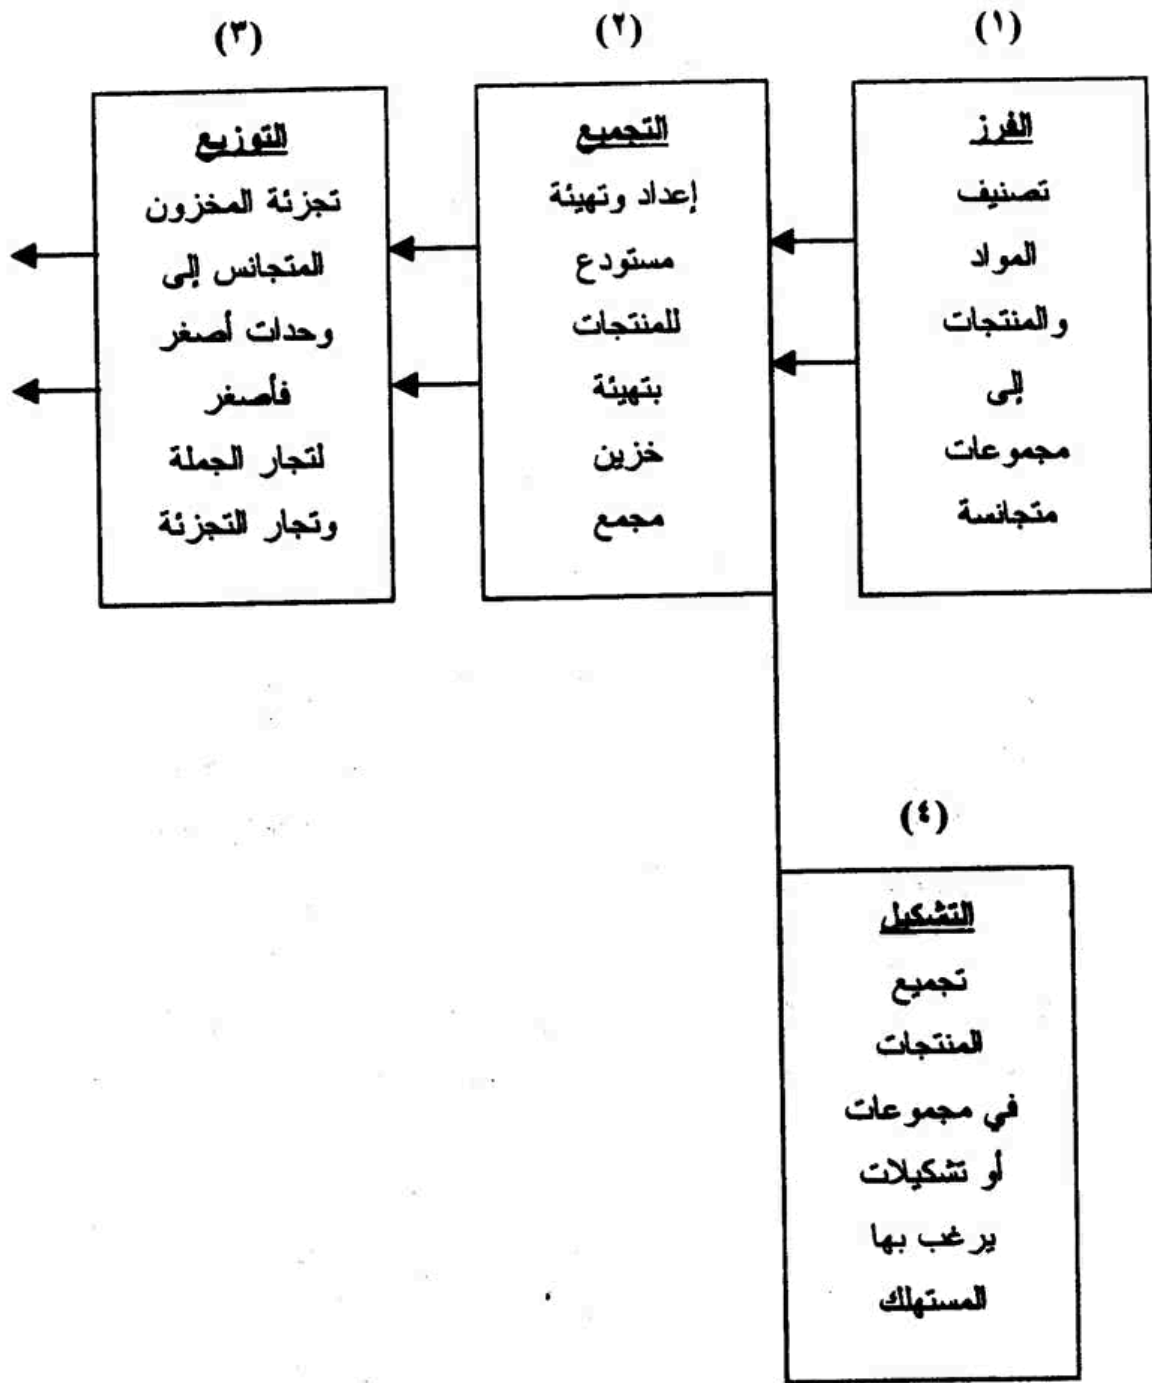 (١)
الفرز
تصنيف
المواد
والمنتجات
إلى
مجموعات
متجانسة
(٢)
التجميع
إعداد وتهيئة
مستودع
للمنتجات
بتهيئة
خزين
مجمع
(٣)
التوزيع
تجزئة المخزون
المتجانس إلى
وحدات أصغر
فأصغر
لتجار الجملة
وتجار التجزئة
(٤)
التشكيل
تجميع
المنتجات
في مجموعات
أو تشكيلات
يرغب بها
المستهلك